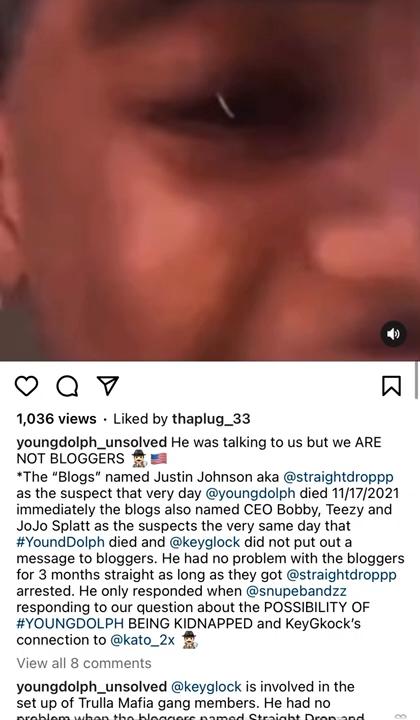 1,036 views · Liked by thaplug_33
youngdolph_unsolved He was talking to us but we ARE
NOT BLOGGERS 🕵🏻‍♂️🇺🇸
*The “Blogs” named Justin Johnson aka @straightdroppp
as the suspect that very day @youngdolph died 11/17/2021
immediately the blogs also named CEO Bobby, Teezy and
JoJo Splatt as the suspects the very same day that
#YoundDolph died and @keyglock did not put out a
message to bloggers. He had no problem with the bloggers
for 3 months straight as long as they got @straightdroppp
arrested. He only responded when @snupebandzz
responding to our question about the POSSIBILITY OF
#YOUNGDOLPH BEING KIDNAPPED and KeyGkock’s
connection to @kato_2x 🕵🏻‍♂️
View all 8 comments
youngdolph_unsolved @keyglock is involved in the
set up of Trulla Mafia gang members. He had no
problem when the bloggers named Straight Drop and